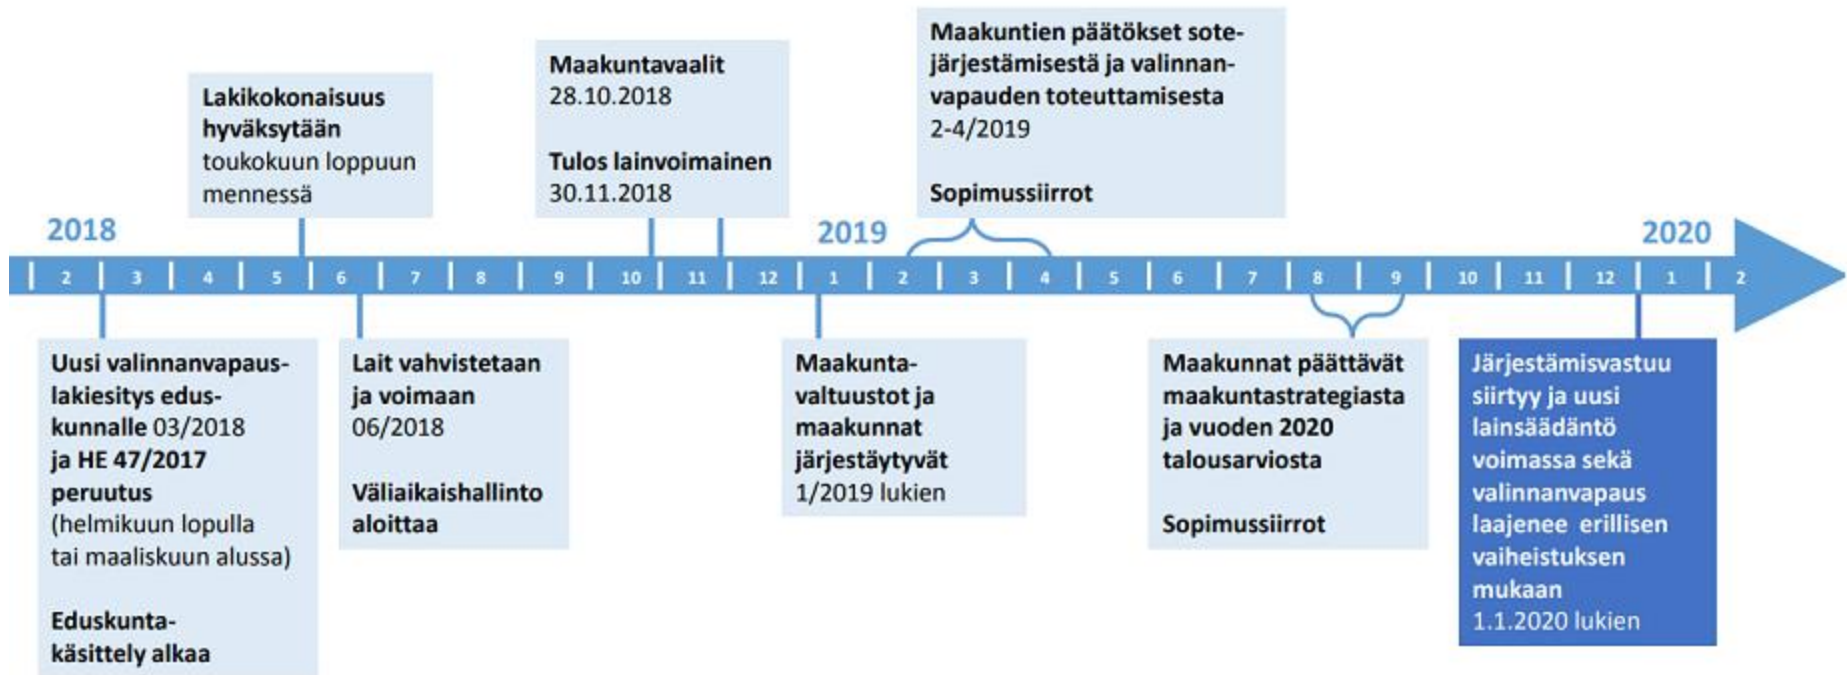 Lakikokonaisuus
hyväksytään
toukokuun loppuun
mennessä
Maakuntavaalit
28.10.2018
Tulos lainvoimainen
30.11.2018
Maakuntien päätökset sote-
järjestämisestä ja valinnan-
vapauden toteuttamisesta
2-4/2019
Sopimussiirrot
2018
2019
2020
2 3 4 5 6 7 8 9 10 11 12 1 2 3 4 5 6 7 8 9 10 11 12 1 2
Uusi valinnanvapaus-
lakiesitys edus-
kunnalle 03/2018
ja HE 47/2017
peruutus
(helmikuun lopulla
tai maaliskuun alussa)
Eduskunta-
käsittely alkaa
Lait vahvistetaan
ja voimaan
06/2018
Väliaikaishallinto
aloittaa
Maakunta-
valtuustot ja
maakunnat
järjestäytyvät
1/2019 lukien
Maakunnat päättävät
maakuntastrategiasta
ja vuoden 2020
talousarviosta
Sopimussiirrot
Järjestämisvastuu
siirtyy ja uusi
lainsäädäntö
voimassa sekä
valinnanvapaus
laajenee erillisen
vaiheistuksen
mukaan
1.1.2020 lukien